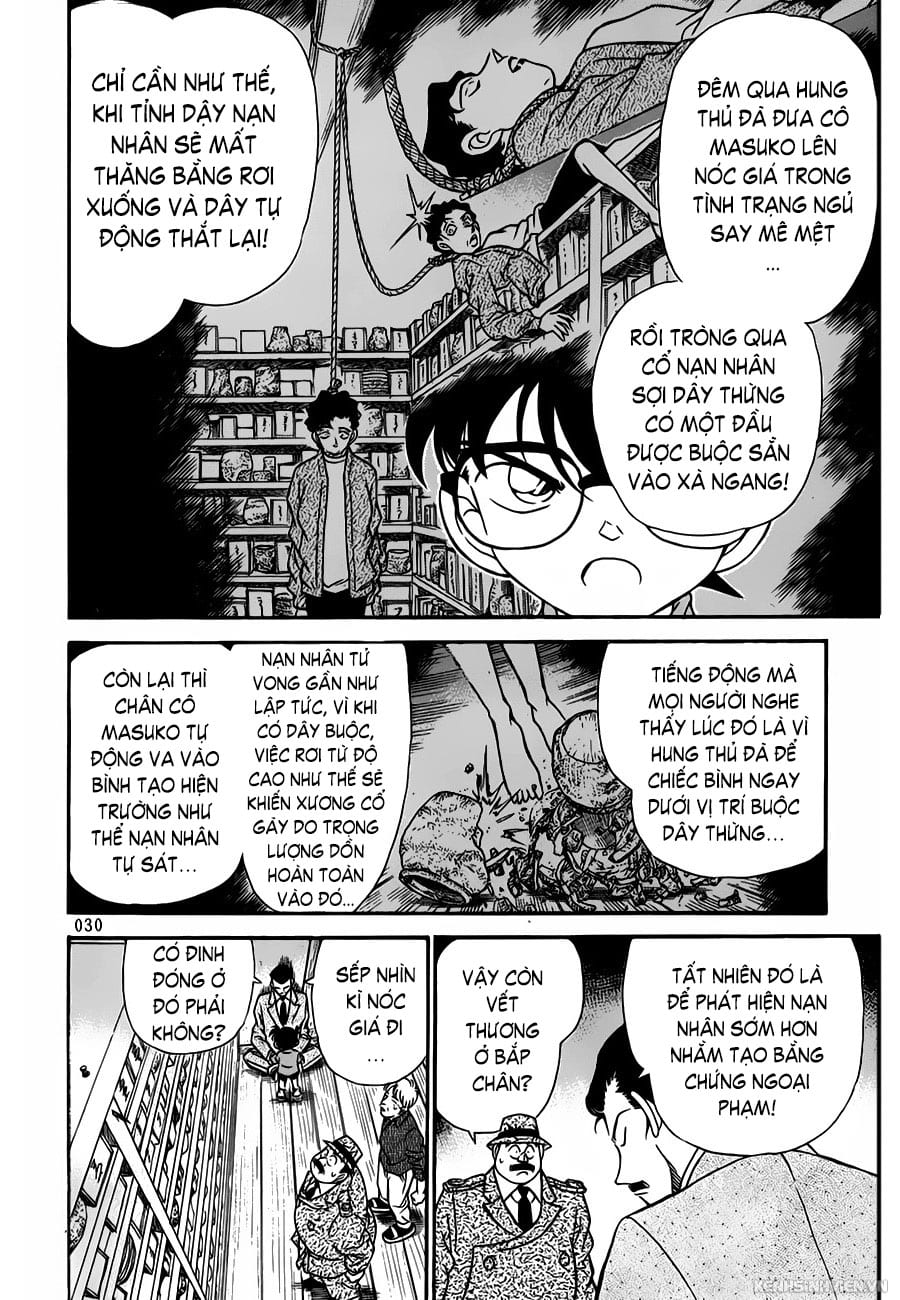 ĐÊM QUA HUNG
THỦ ĐÃ ĐƯA CÔ
MASUKO LÊN
NÓC GIÁ TRONG
TÌNH TRẠNG NGỦ
SAY MÊ MỆT
...
RỒI TRÒNG QUA
CỔ NẠN NHÂN
SỢI DÂY THỪNG
CÓ MỘT ĐẦU
ĐƯỢC BUỘC SẴN
VÀO XÀ NGANG!
CHỈ CẦN NHƯ THẾ,
KHI TỈNH DẬY NẠN
NHÂN SẼ MẤT
THĂNG BẰNG RƠI
XUỐNG VÀ DÂY TỰ
ĐỘNG THẮT LẠI!
TIẾNG ĐỘNG MÀ
MỌI NGƯỜI NGHE
THẤY LÚC ĐÓ LÀ VÌ
HUNG THỦ ĐÃ ĐỂ
CHIẾC BÌNH NGAY
DƯỚI VỊ TRÍ BUỘC
DÂY THỪNG...
NẠN NHÂN TỬ
VONG GẦN NHƯ
LẬP TỨC, VÌ KHI
CÓ DÂY BUỘC,
VIỆC RƠI TỪ ĐỘ
CAO NHƯ THẾ SẼ
KHIẾN XƯƠNG CỔ
GÃY DO TRỌNG
LƯỢNG DỒN
HOÀN TOÀN
VÀO ĐÓ...
CÒN LẠI THÌ
CHÂN CÔ
MASUKO TỰ
ĐỘNG VA VÀO
BÌNH TẠO HIỆN
TRƯỜNG NHƯ
THỂ NẠN NHÂN
TỰ SÁT...
030
TẤT NHIÊN ĐÓ LÀ
ĐỂ PHÁT HIỆN NẠN
NHÂN SỚM HƠN
NHẰM TẠO BẰNG
CHỨNG NGOẠI
PHẠM!
VẬY CÒN
VẾT
THƯƠNG
Ở BẮP
CHÂN?
SẾP NHÌN
KĨ NÓC
GIÁ ĐI
...
CÓ ĐINH
ĐÓNG Ở
ĐÓ PHẢI
KHÔNG?
KENHSINHVIEN.VN